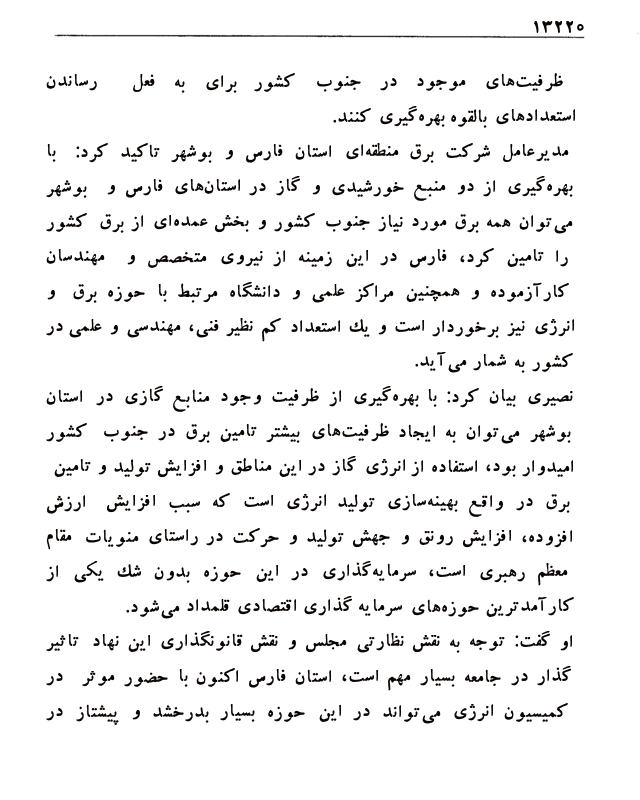 ۱۳۲۲۵
ظرفیت‌های موجود در جنوب کشور برای به فعل رساندن
استعدادهای بالقوه بهره‌گیری کنند.
مدیرعامل شرکت برق منطقه‌ای استان فارس و بوشهر تاکید کرد: با
بهره‌گیری از دو منبع خورشیدی و گاز در استان‌های فارس و بوشهر
می‌توان همه برق مورد نیاز جنوب کشور و بخش عمده‌ای از برق کشور
را تامین کرد، فارس در این زمینه از نیروی متخصص و مهندسان
کارآزموده و همچنین مراکز علمی و دانشگاه مرتبط با حوزه برق و
انرژی نیز برخوردار است و یك استعداد کم نظیر فنی، مهندسی و علمی در
کشور به شمار می‌آید.
نصیری بیان کرد: با بهره‌گیری از ظرفیت وجود منابع گازی در استان
بوشهر می‌توان به ایجاد ظرفیت‌های بیشتر تامین برق در جنوب کشور
امیدوار بود، استفاده از انرژی گاز در این مناطق و افزایش تولید و تامین
برق در واقع بهینه‌سازی تولید انرژی است که سبب افزایش ارزش
افزوده، افزایش رونق و جهش تولید و حرکت در راستای منویات مقام
معظم رهبری است، سرمایه‌گذاری در این حوزه بدون شك یکی از
کارآمدترین حوزه‌های سرمایه گذاری اقتصادی قلمداد می‌شود.
او گفت: توجه به نقش نظارتی مجلس و نقش قانونگذاری این نهاد تاثیر
گذار در جامعه بسیار مهم است، استان فارس اکنون با حضور موثر در
کمیسیون انرژی می‌تواند در این حوزه بسیار بدرخشد و پیشتاز در